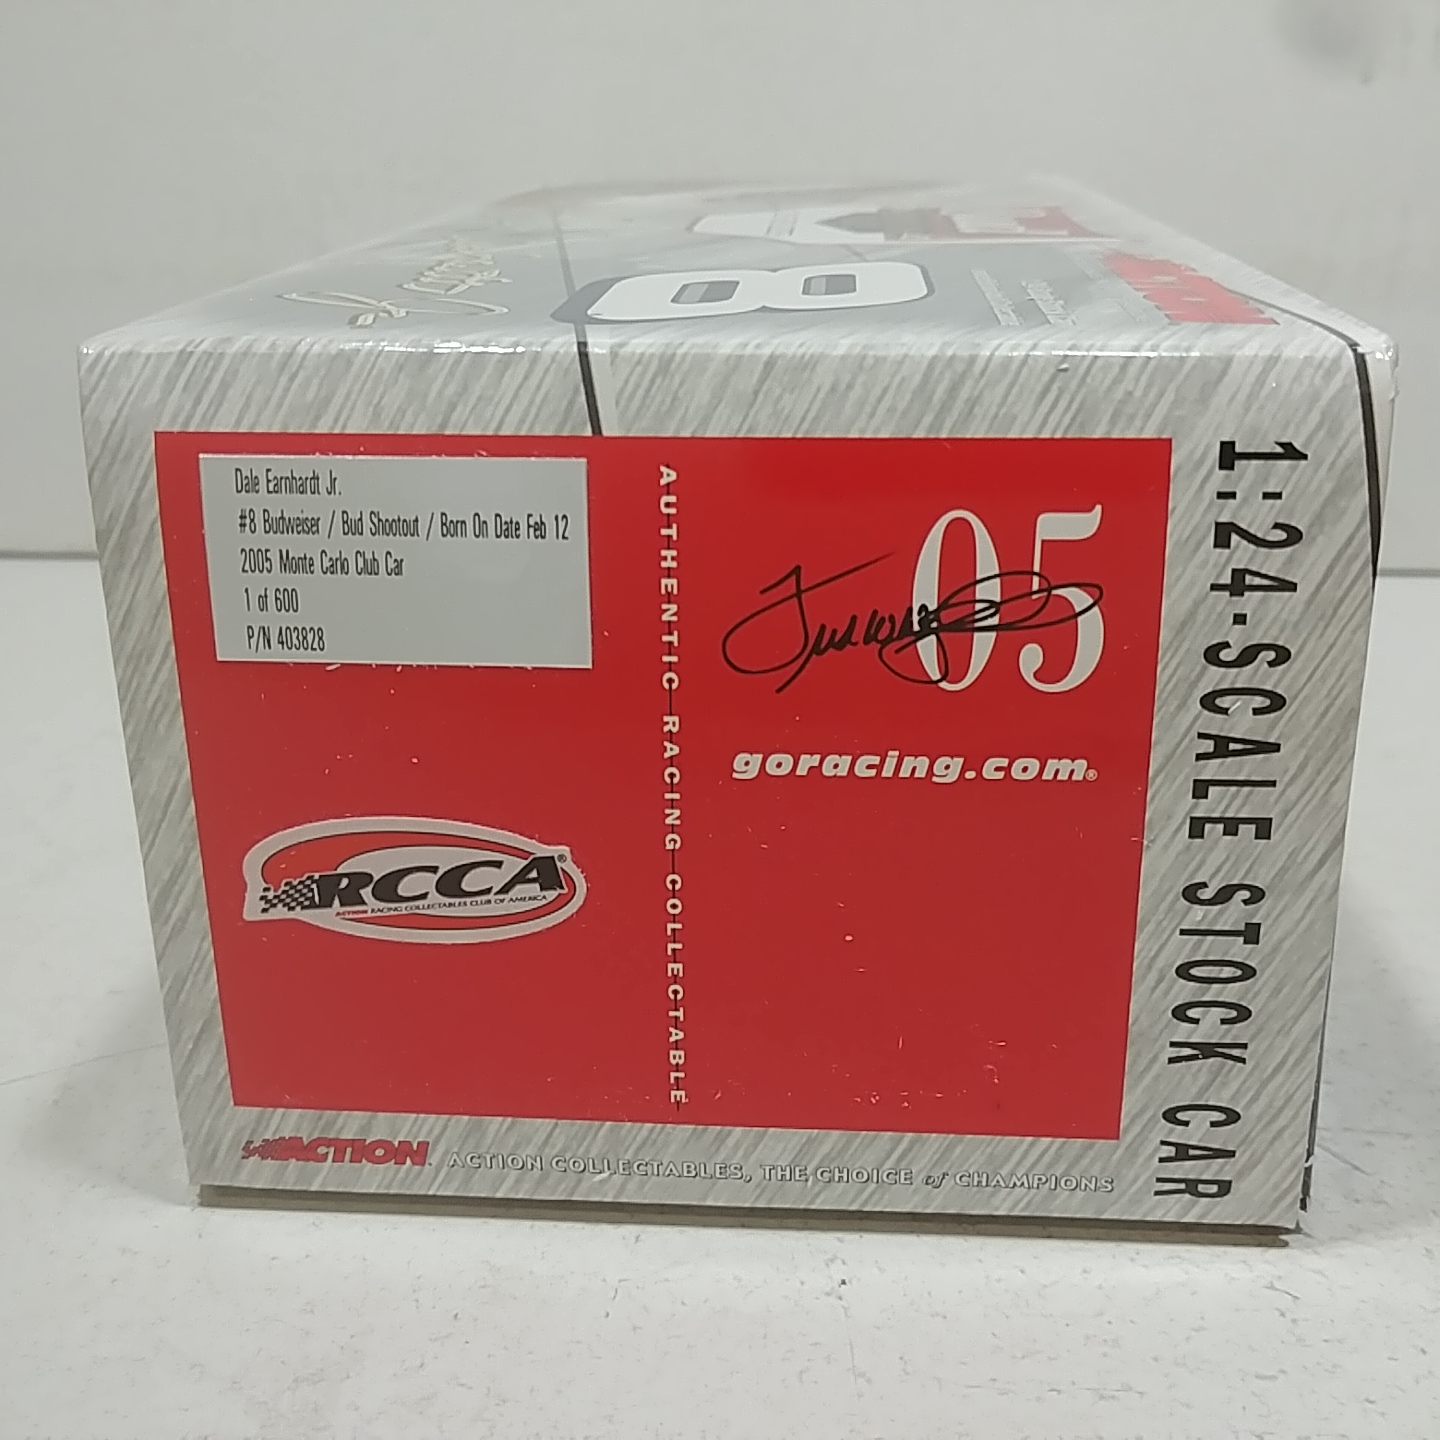 8
Dale Earnhardt Jr.
#8 Budweiser / Bud Shootout / Born On Date Feb 12
2005 Monte Carlo Club Car
1 of 600
P/N 403828
AUTHENTIC RACING COLLECTABLE
05
goracing.com®
RCCA®
ACTION RACING COLLECTABLES CLUB OF AMERICA
1:24-SCALE STOCK CAR
ACTION
ACTION COLLECTABLES, THE CHOICE of CHAMPIONS